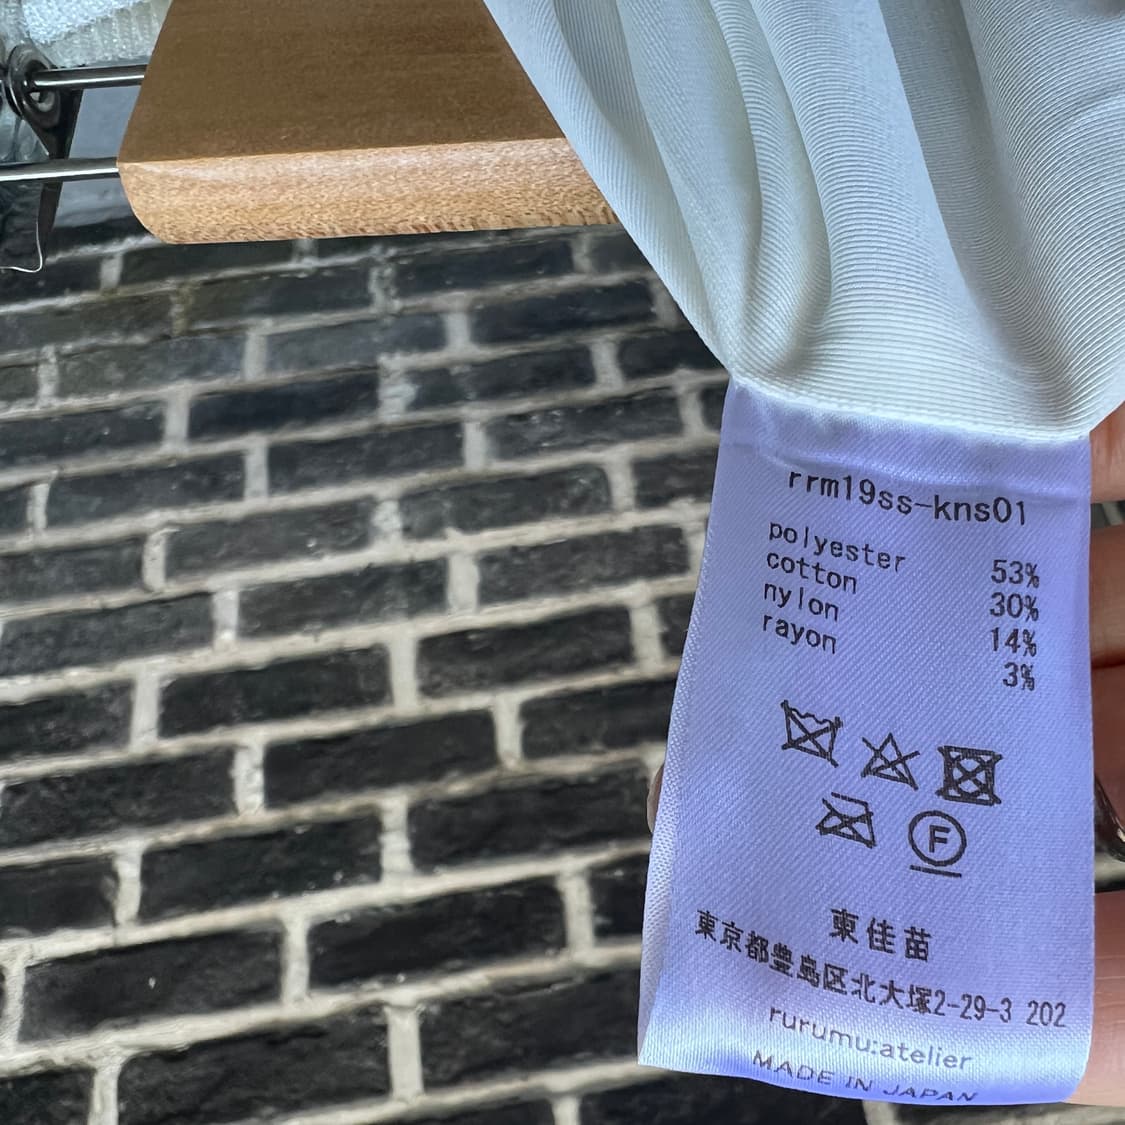 rrm19ss-kns01
polyester 53%
cotton 30%
nylon 14%
rayon 3%
F
東佳苗
東京都豊島区北大塚2-29-3 202
rurumu:atelier
MADE IN JAPAN